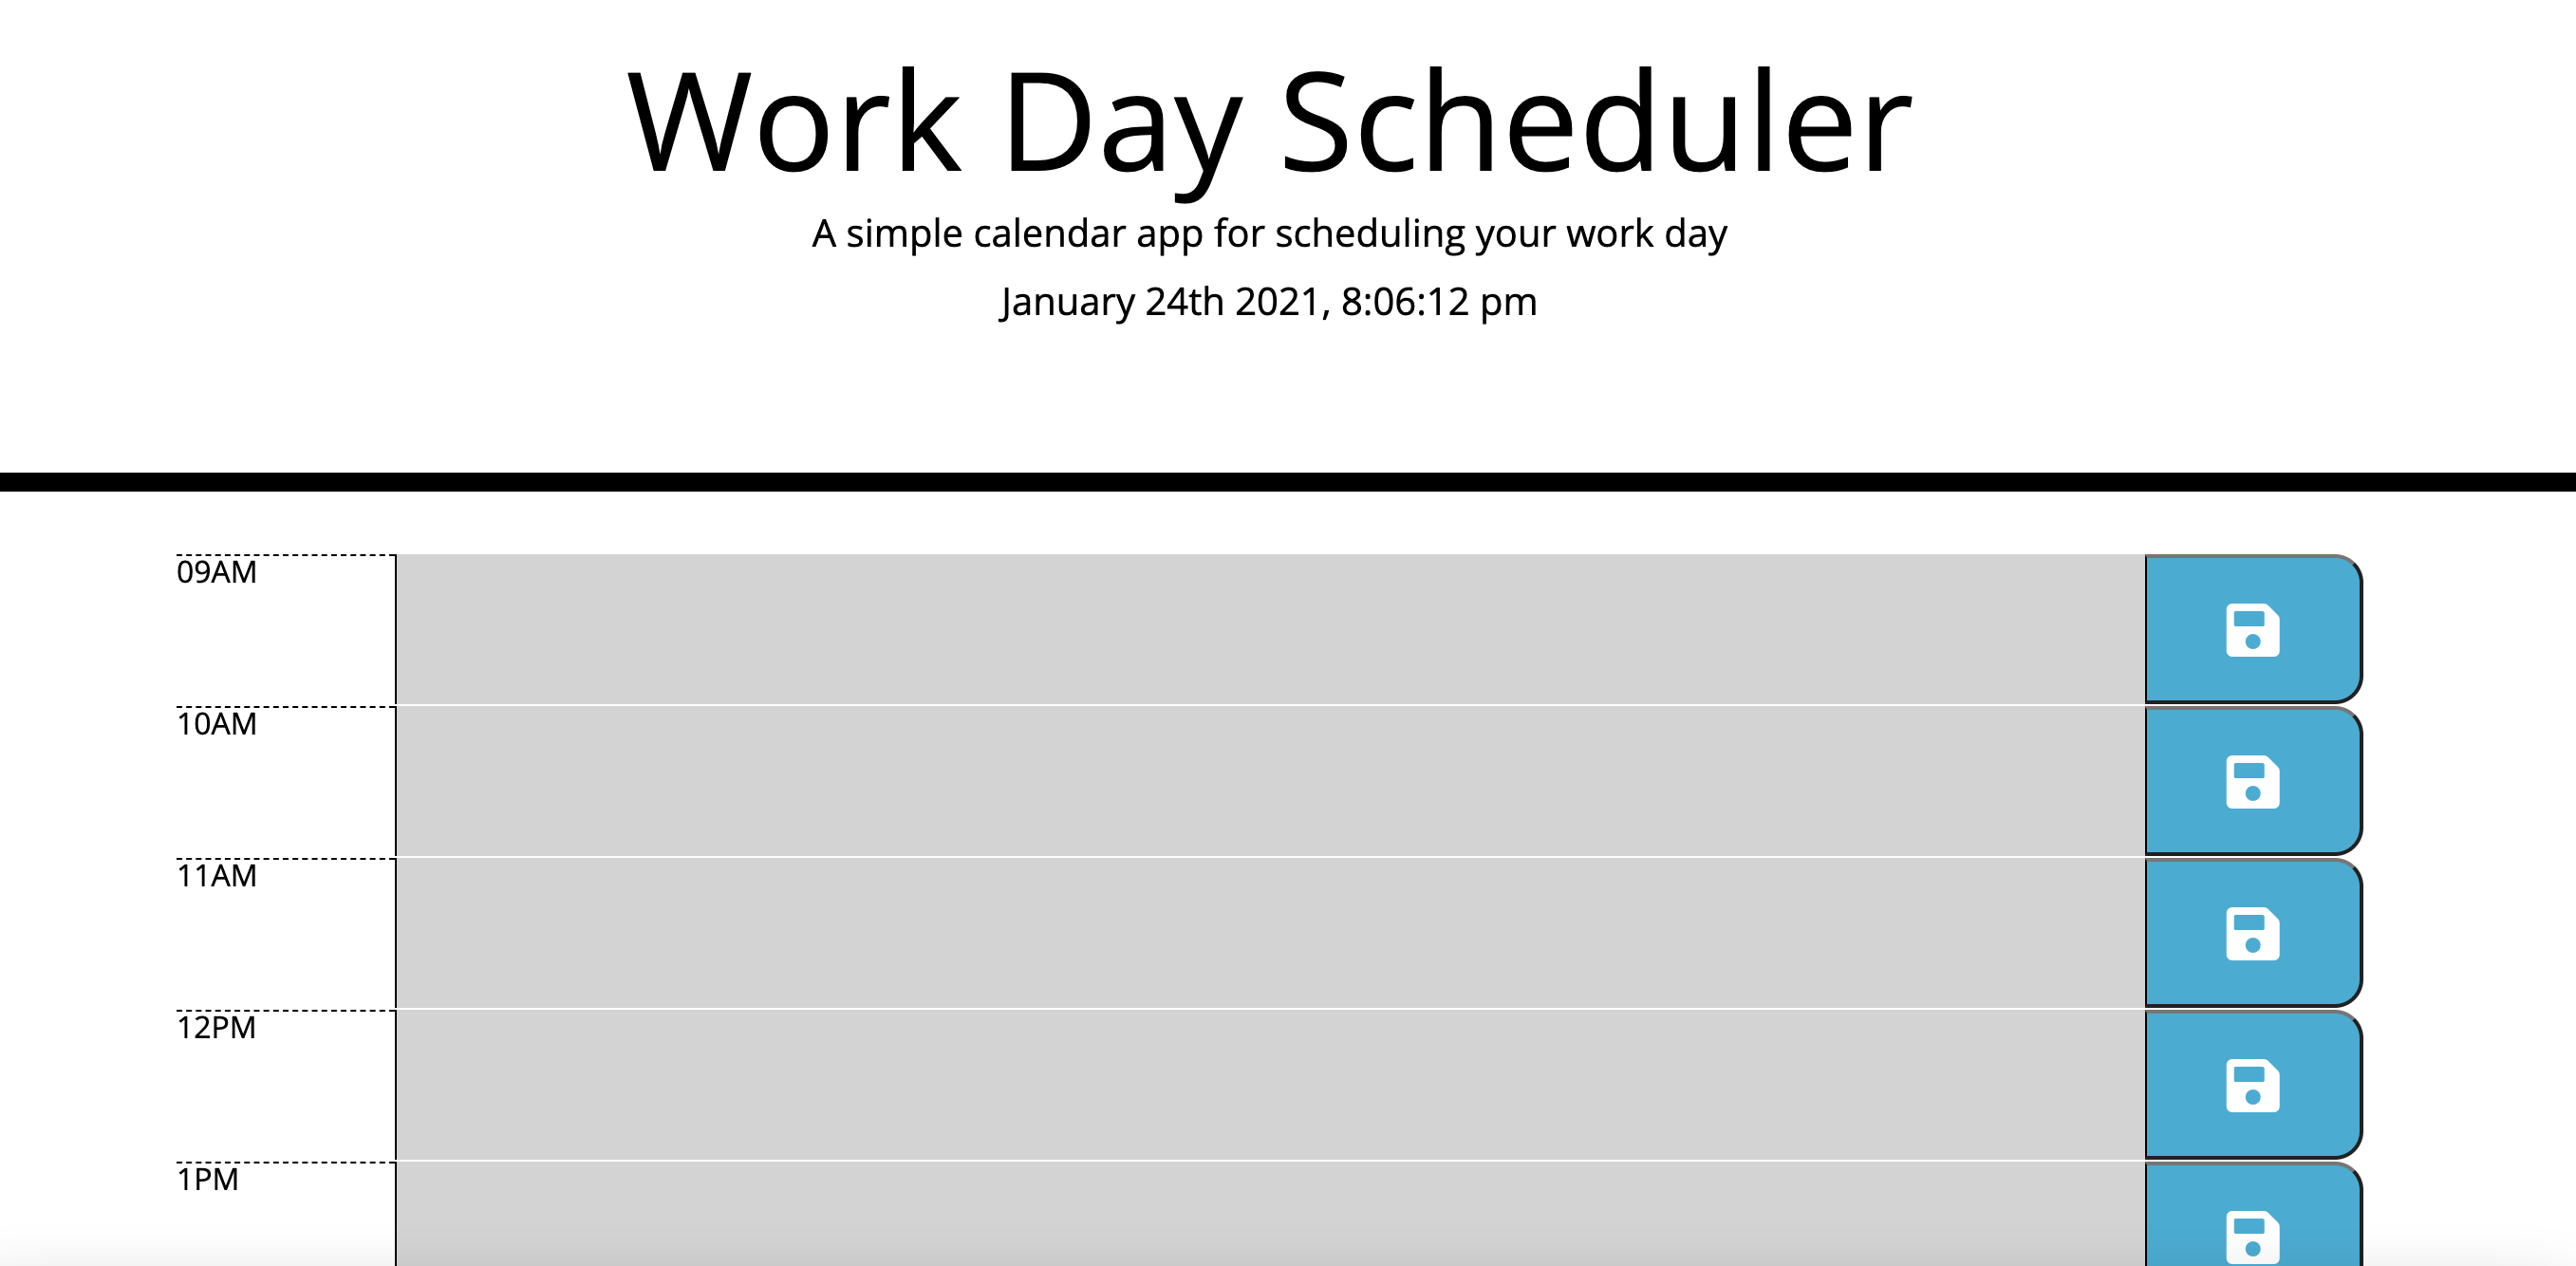 Work Day Scheduler
A simple calendar app for scheduling your work day
January 24th 2021, 8:06:12 pm
09AM
10AM
11AM
12PM
1PM